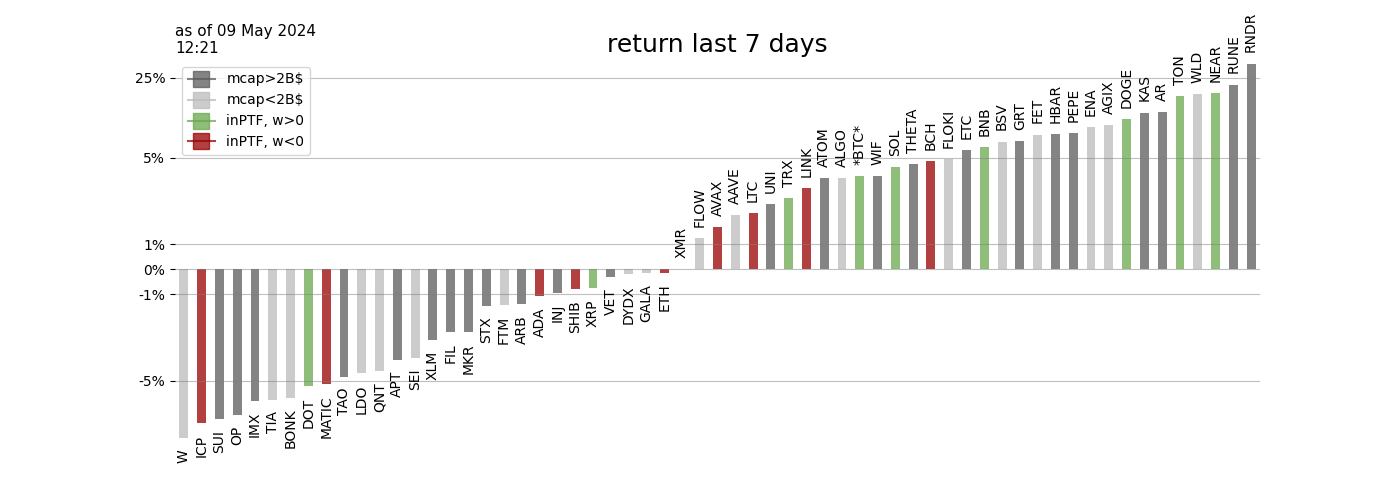 as of 09 May 2024
12:21
return last 7 days
mcap>2B$
mcap<2B$
inPTF, w>0
inPTF, w<0
25%
5%
1%
0%
-1%
-5%
W
ICP
SUI
OP
IMX
TIA
BONK
DOT
MATIC
TAO
LDO
QNT
APT
SEI
XLM
FIL
MKR
STX
FTM
ARB
ADA
INJ
SHIB
XRP
VET
DYDX
GALA
ETH
XMR
FLOW
AVAX
AAVE
LTC
UNI
TRX
LINK
ATOM
ALGO
*BTC*
WIF
SOL
THETA
BCH
FLOKI
ETC
BNB
BSV
GRT
FET
HBAR
PEPE
ENA
AGIX
DOGE
KAS
AR
TON
WLD
NEAR
RUNE
RNDR